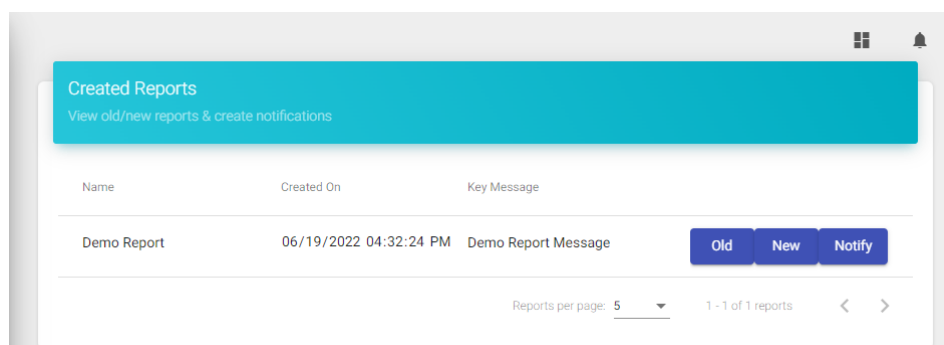 Created Reports
View old/new reports & create notifications
Name Created On Key Message
Demo Report 06/19/2022 04:32:24 PM Demo Report Message Old New Notify
Reports per page: 5 1 - 1 of 1 reports